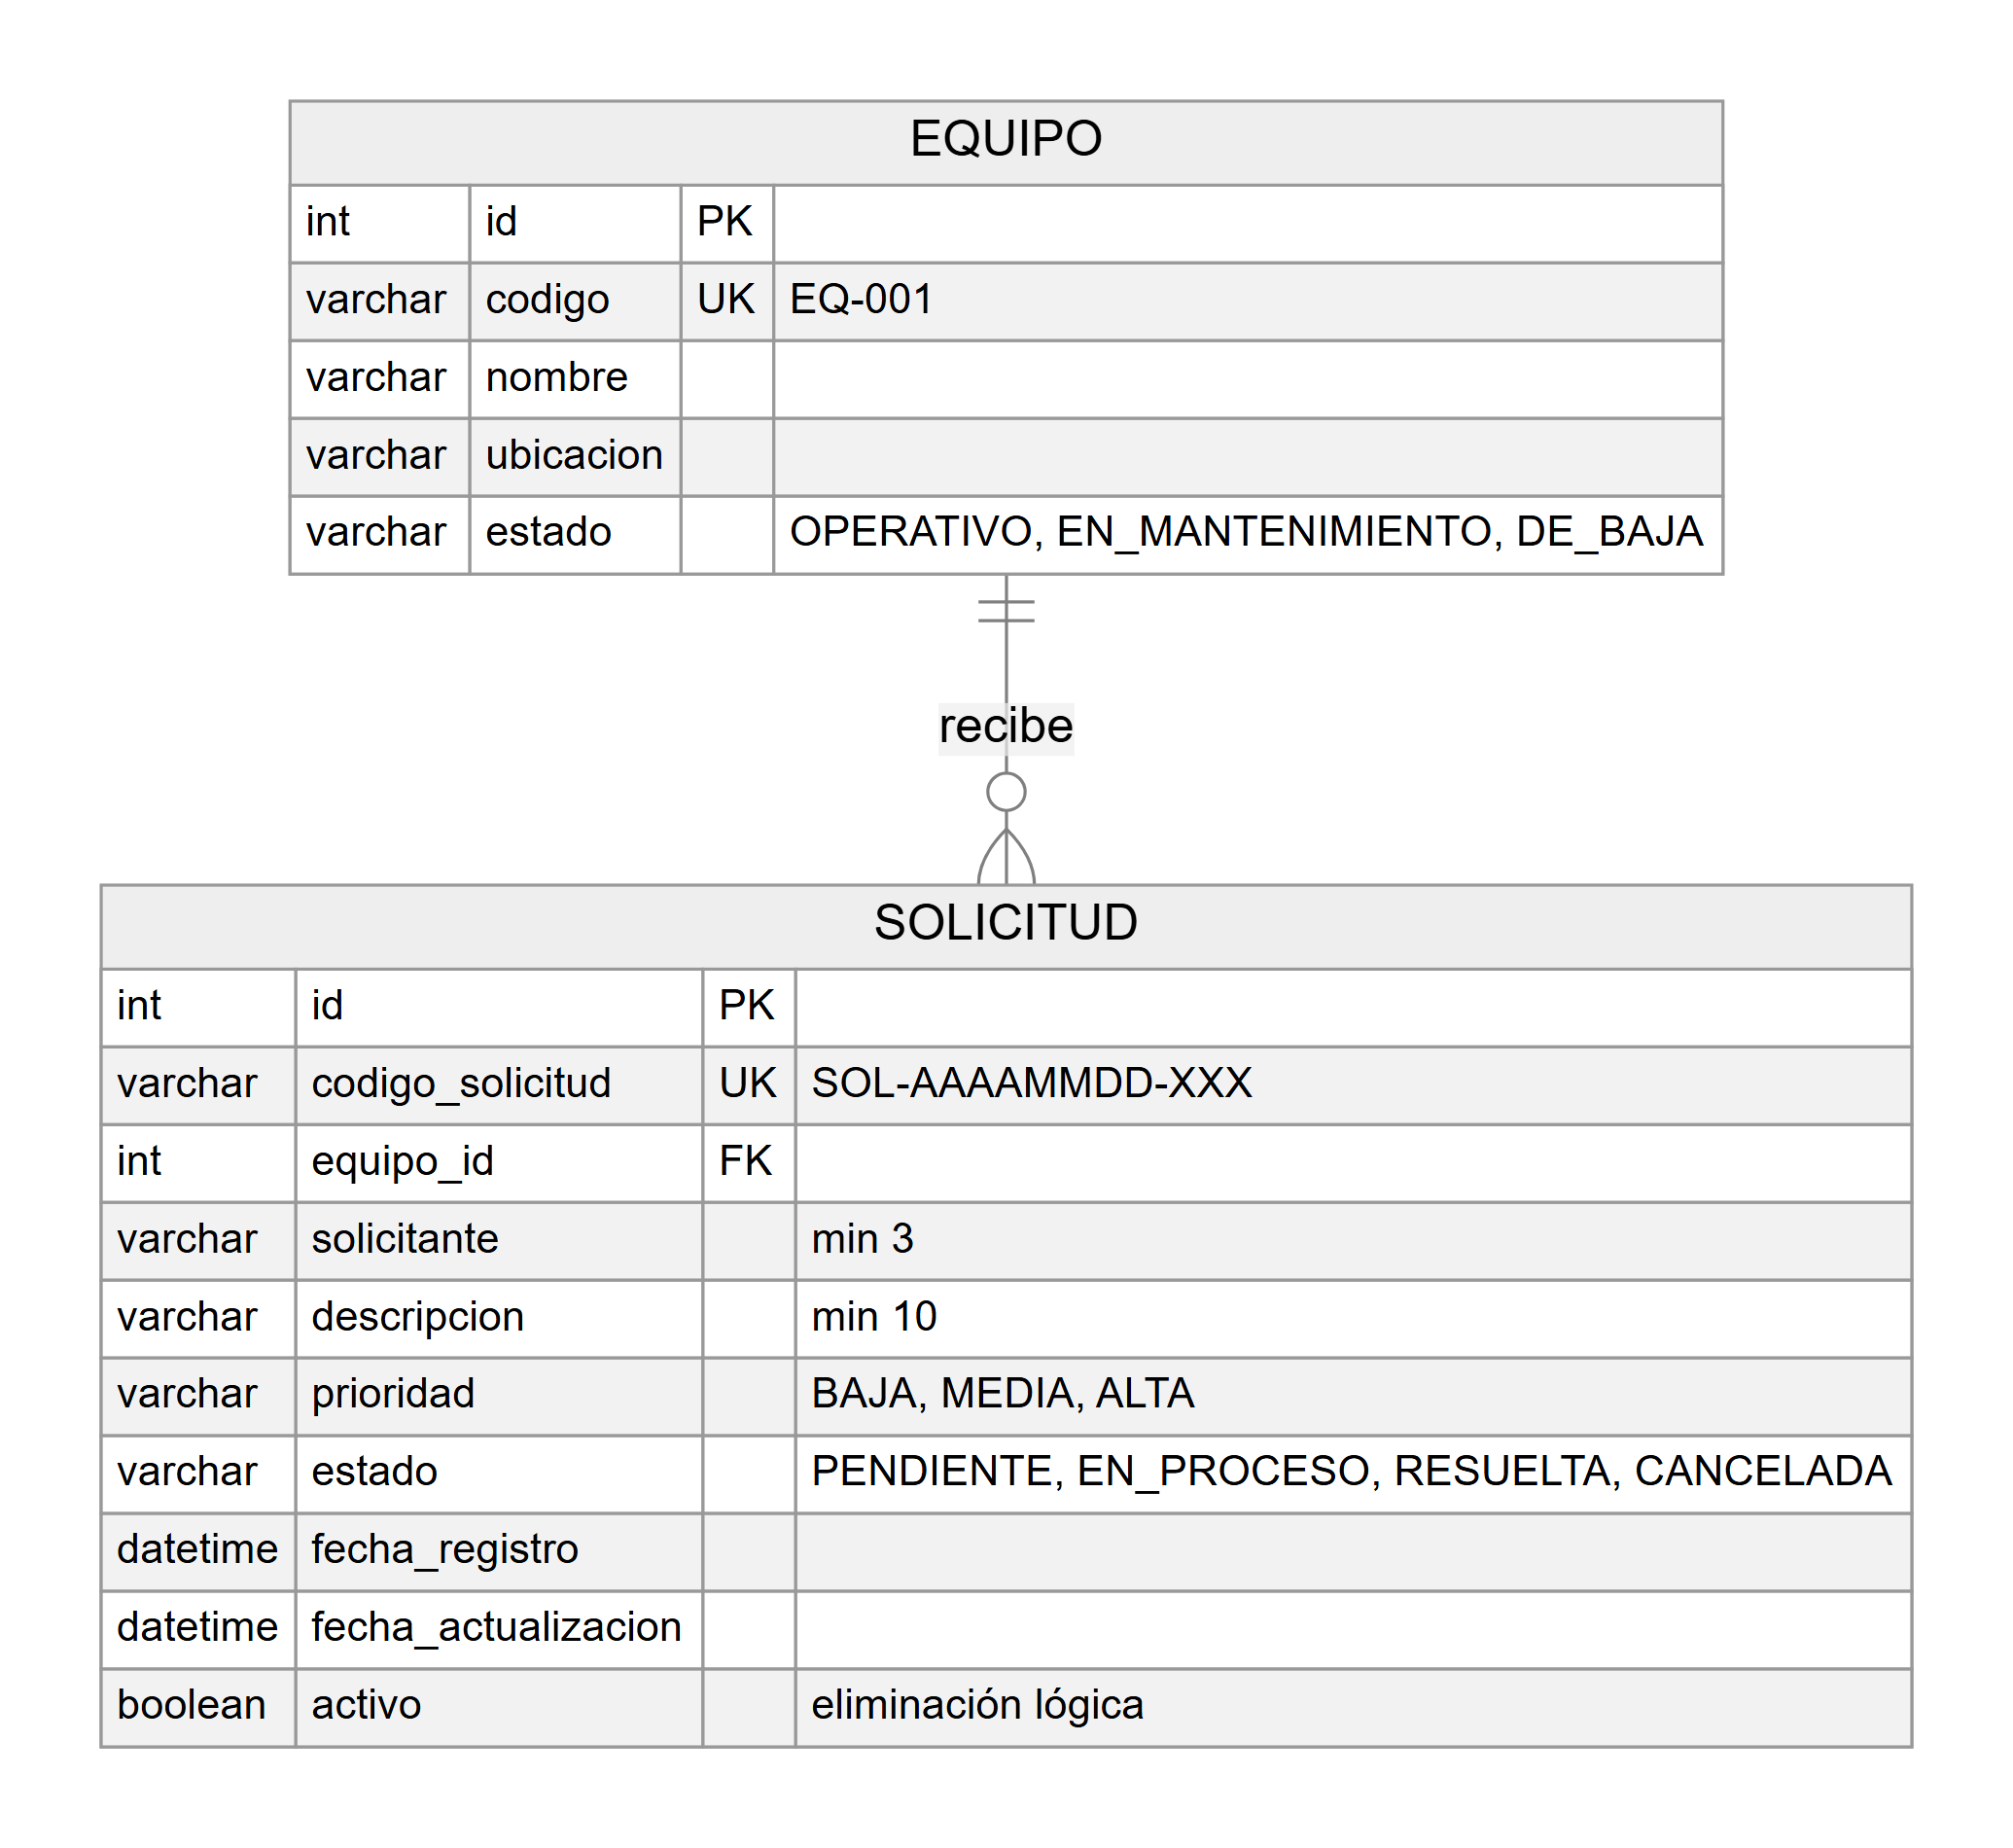 EQUIPO
int id PK
varchar codigo UK EQ-001
varchar nombre
varchar ubicacion
varchar estado OPERATIVO, EN_MANTENIMIENTO, DE_BAJA
recibe
SOLICITUD
int id PK
varchar codigo_solicitud UK SOL-AAAAMMDD-XXX
int equipo_id FK
varchar solicitante min 3
varchar descripcion min 10
varchar prioridad BAJA, MEDIA, ALTA
varchar estado PENDIENTE, EN_PROCESO, RESUELTA, CANCELADA
datetime fecha_registro
datetime fecha_actualizacion
boolean activo eliminación lógica